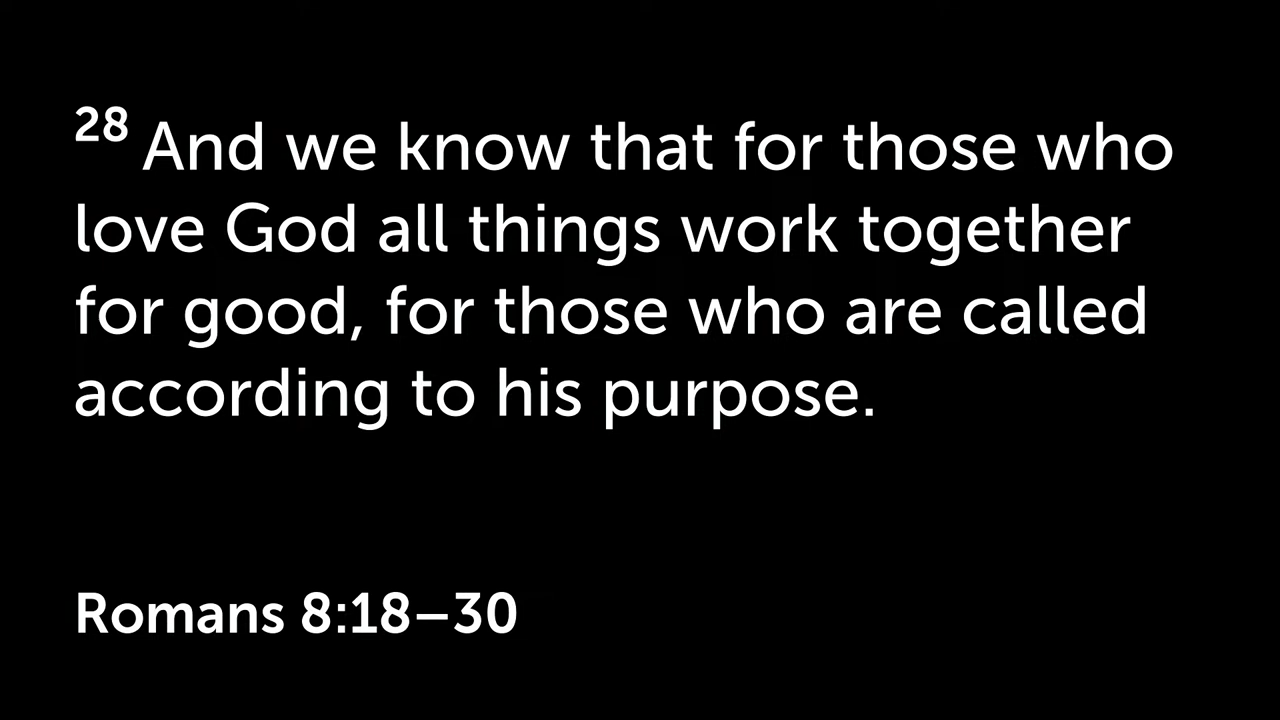 28 And we know that for those who
love God all things work together
for good, for those who are called
according to his purpose.
Romans 8:18–30